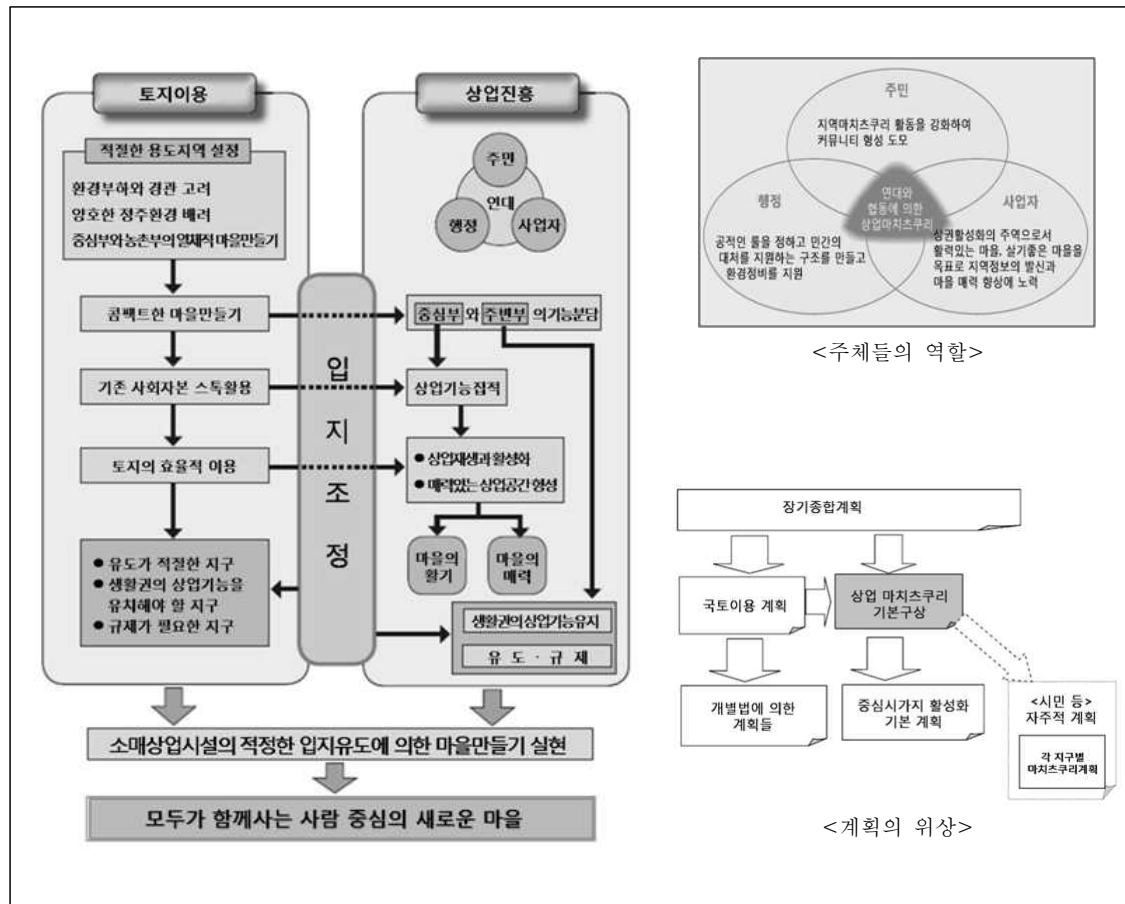 토지이용
적절한 용도지역 설정
환경부하와 경관 고려
양호한 정주환경 배려
중심부와 농촌부의 일체적 마을만들기
콤팩트한 마을만들기
기존 사회자본 스톡활용
토지의 효율적 이용
● 유도가 적절한 지구
● 생활권의 상업기능을
유치해야 할 지구
● 규제가 필요한 지구
입
지
조
정
상업진흥
주민
연대
행정
사업자
중심부 와 주변부 의 기능분담
상업기능집적
● 상업재생과 활성화
● 매력있는 상업공간 형성
마을의
활기
마을의
매력
생활권의 상업기능유지
유 도 · 규 제
소매상업시설의 적정한 입지유도에 의한 마을만들기 실현
모두가 함께사는 사람 중심의 새로운 마을
주민
지역마치츠쿠리 활동을 강화하여
커뮤니티 형성 도모
연대와
협동에 의한
상업마치츠쿠리
행정
공적인 룰을 정하고 민간의
대처를 지원하는 구조를 만들고
환경정비를 지원
사업자
상권활성화의 주역으로서
활력있는 마을, 살기좋은 마을을
목표로 지역정보의 발신과
마을 매력 향상에 노력
<주체들의 역할>
장기종합계획
국토이용 계획
상업 마치츠쿠리
기본구상
개별법에 의한
계획들
중심시가지 활성화
기본 계획
<시민 등>
자주적 계획
각 지구별
마치츠쿠리계획
<계획의 위상>